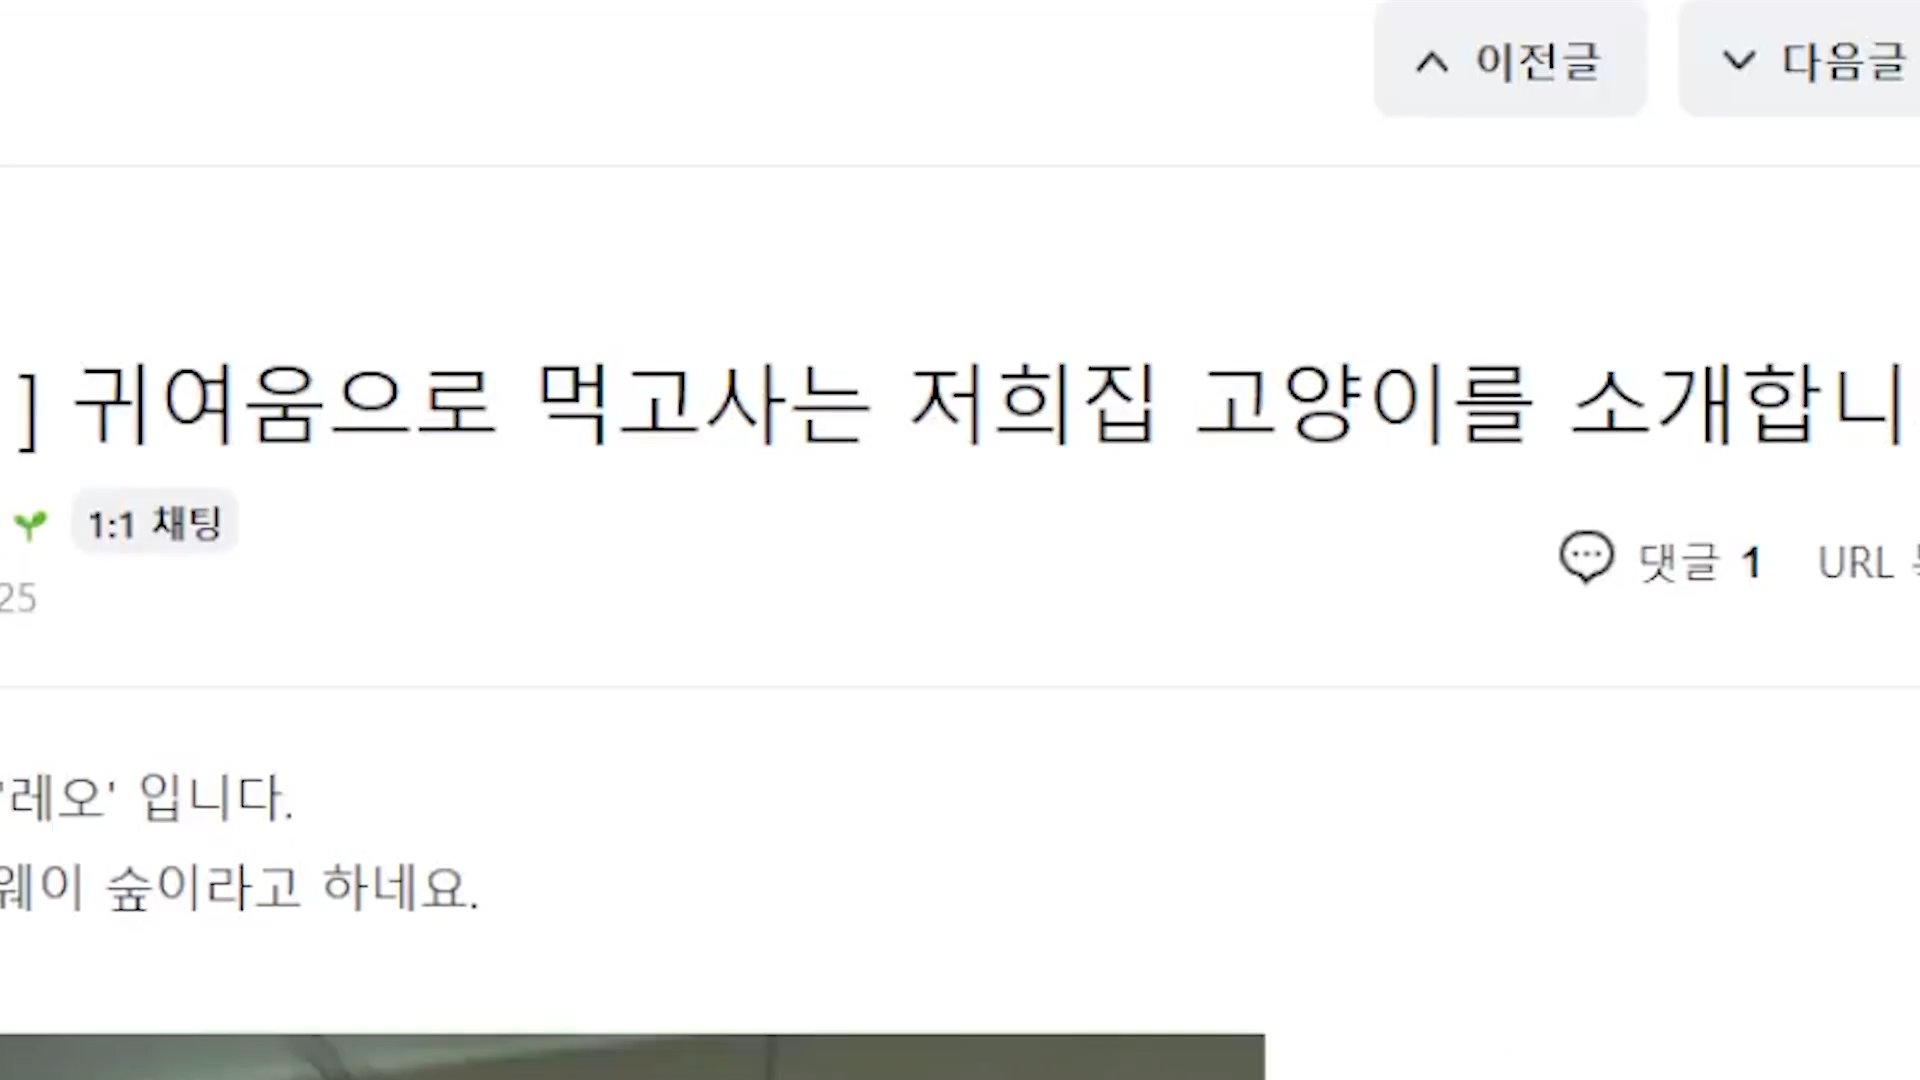 이전글 다음글
] 귀여움으로 먹고사는 저희집 고양이를 소개합니
1:1 채팅
댓글 1 URL
25
'레오' 입니다.
웨이 숲이라고 하네요.